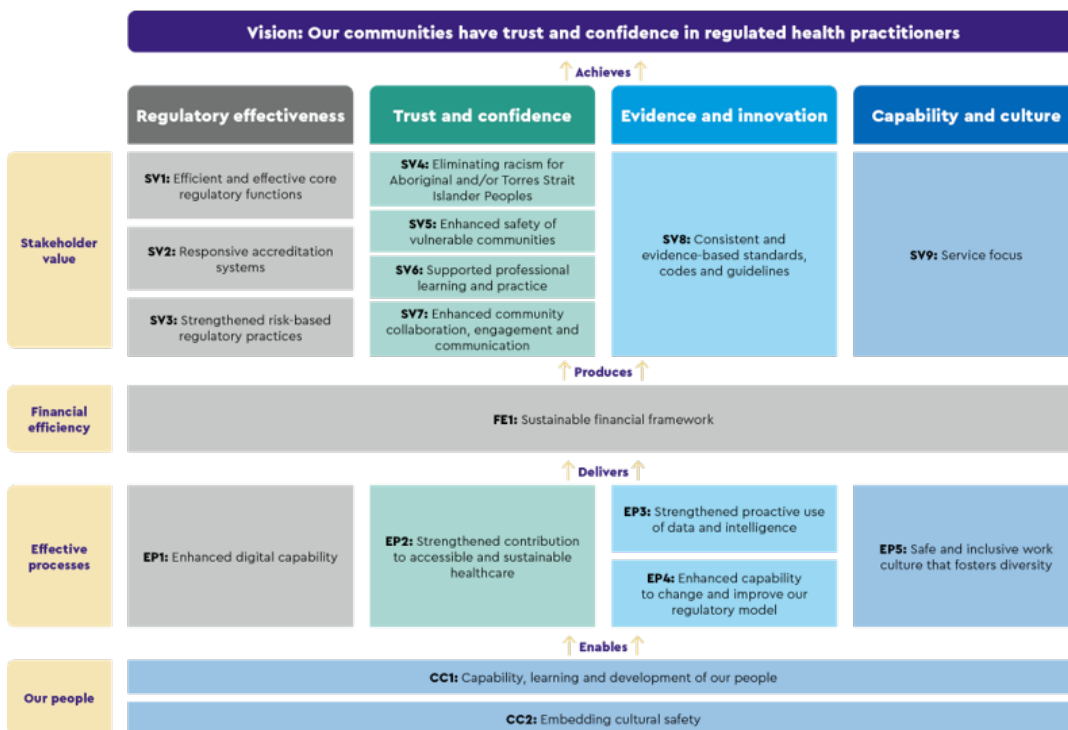 Vision: Our communities have trust and confidence in regulated health practitioners
↑ Achieves ↑
Regulatory effectiveness
Trust and confidence
Evidence and innovation
Capability and culture
Stakeholder
value
SV1: Efficient and effective core
regulatory functions
SV2: Responsive accreditation
systems
SV3: Strengthened risk-based
regulatory practices
SV4: Eliminating racism for
Aboriginal and/or Torres Strait
Islander Peoples
SV5: Enhanced safety of
vulnerable communities
SV6: Supported professional
learning and practice
SV7: Enhanced community
collaboration, engagement and
communication
SV8: Consistent and
evidence-based standards,
codes and guidelines
SV9: Service focus
↑ Produces ↑
Financial
efficiency
FE1: Sustainable financial framework
↑ Delivers ↑
Effective
processes
EP1: Enhanced digital capability
EP2: Strengthened contribution
to accessible and sustainable
healthcare
EP3: Strengthened proactive use
of data and intelligence
EP4: Enhanced capability
to change and improve our
regulatory model
EP5: Safe and inclusive work
culture that fosters diversity
↑ Enables ↑
Our people
CC1: Capability, learning and development of our people
CC2: Embedding cultural safety